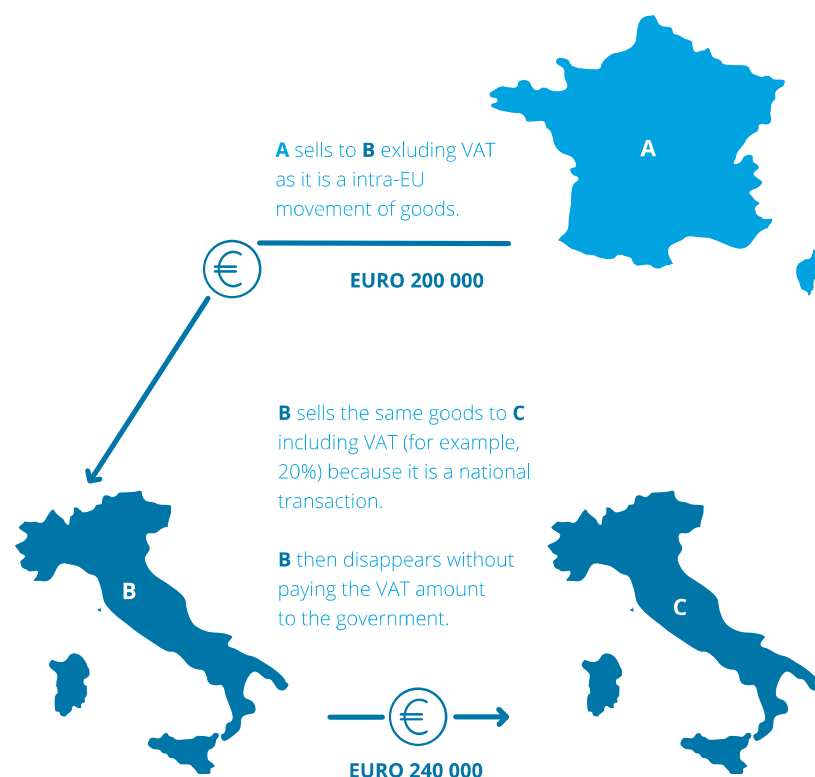 A
A sells to B exluding VAT
as it is a intra-EU
movement of goods.
€
EURO 200 000
B sells the same goods to C
including VAT (for example,
20%) because it is a national
transaction.
B then disappears without
paying the VAT amount
to the government.
B
C
€
EURO 240 000